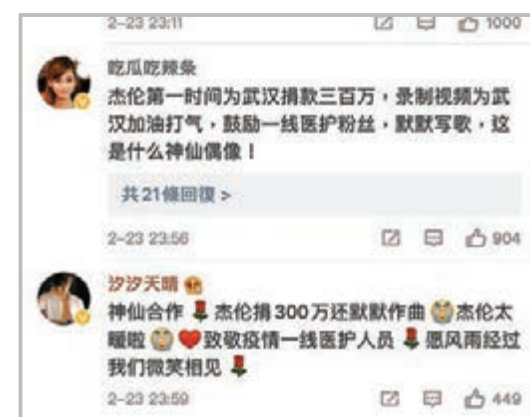 2-23 23:11 1000
吃瓜吃辣条
杰伦第一时间为武汉捐款三百万，录制视频为武
汉加油打气，鼓励一线医护粉丝，默默写歌，这
是什么神仙偶像！
共21條回復 >
2-23 23:56 904
汐汐天晴
神仙合作🌹杰伦捐300万还默默作曲 杰伦太
暖啦 ❤️致敬疫情一线医护人员🌹愿风雨经过
我们微笑相见🌹
2-23 23:59 449